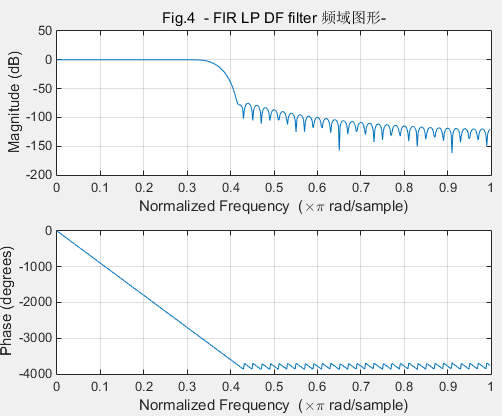 Fig.4 - FIR LP DF filter 频域图形-
50
0
-50
-100
-150
-200
Magnitude (dB)
0 0.1 0.2 0.3 0.4 0.5 0.6 0.7 0.8 0.9 1
Normalized Frequency (×π rad/sample)
0
-1000
-2000
-3000
-4000
Phase (degrees)
0 0.1 0.2 0.3 0.4 0.5 0.6 0.7 0.8 0.9 1
Normalized Frequency (×π rad/sample)